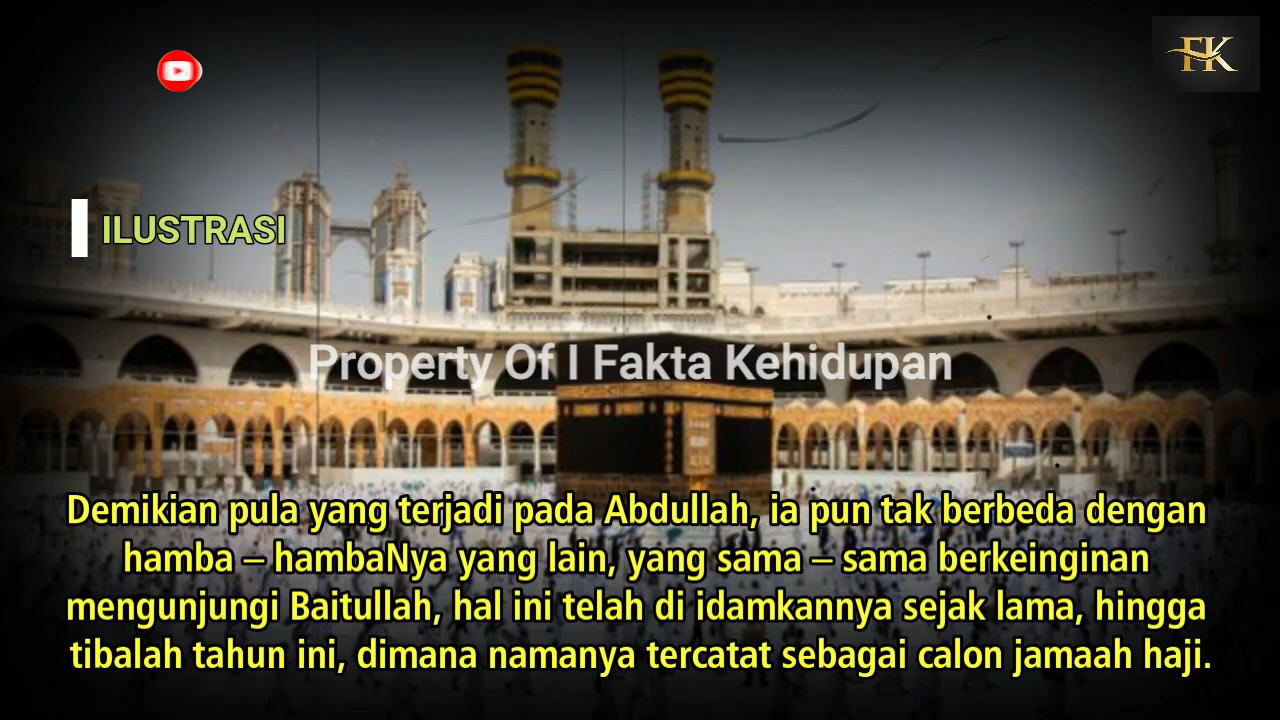 FK
ILUSTRASI
Property Of I Fakta Kehidupan
Demikian pula yang terjadi pada Abdullah, ia pun tak berbeda dengan
hamba – hambaNya yang lain, yang sama – sama berkeinginan
mengunjungi Baitullah, hal ini telah di idamkannya sejak lama, hingga
tibalah tahun ini, dimana namanya tercatat sebagai calon jamaah haji.